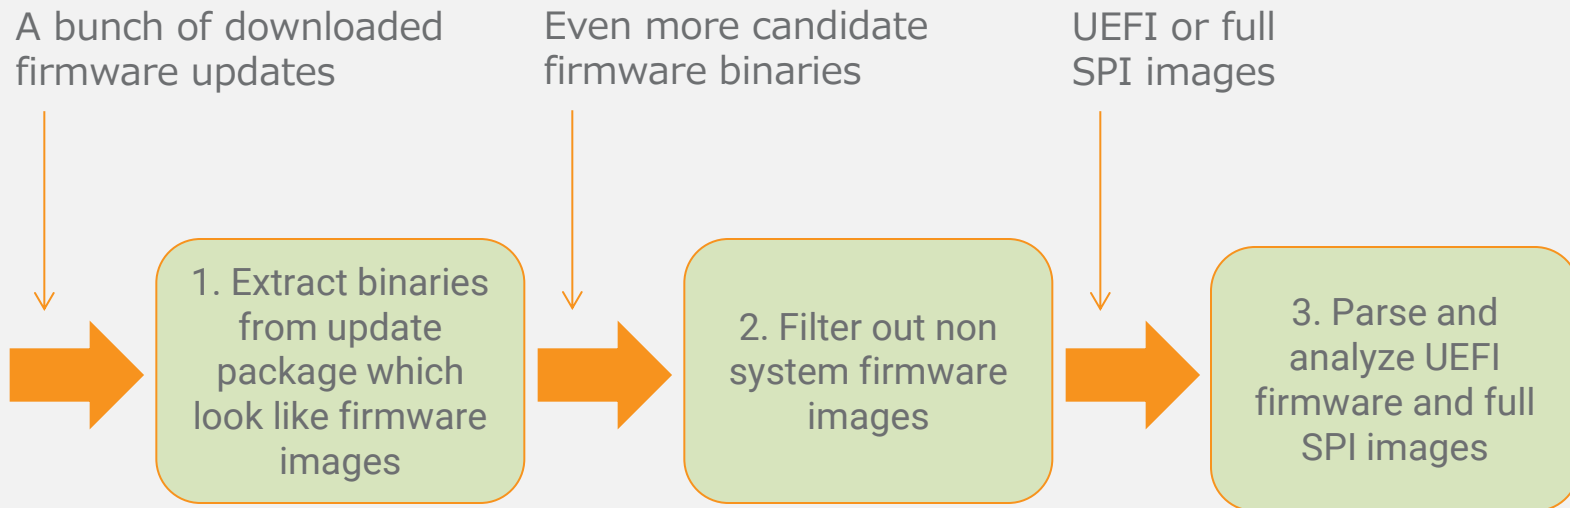 A bunch of downloaded
firmware updates
Even more candidate
firmware binaries
UEFI or full
SPI images
1. Extract binaries
from update
package which
look like firmware
images
2. Filter out non
system firmware
images
3. Parse and
analyze UEFI
firmware and full
SPI images